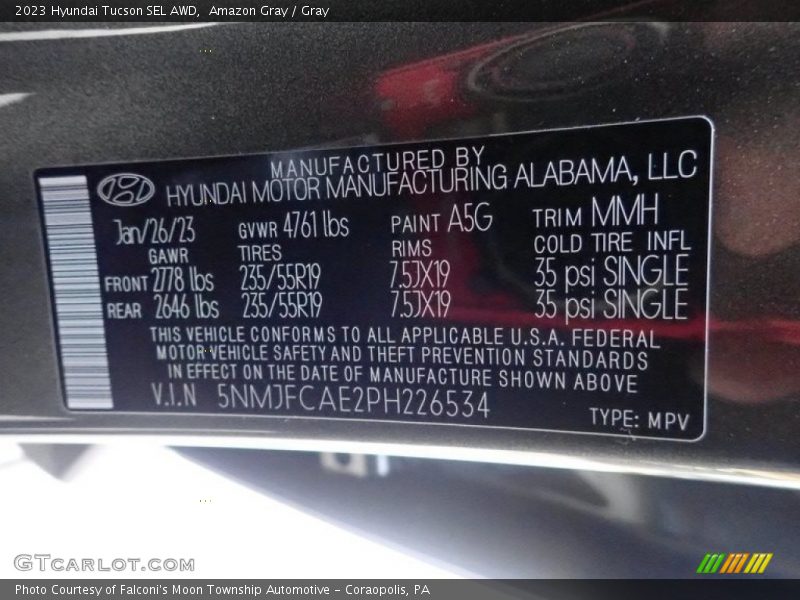 2023 Hyundai Tucson SEL AWD,  Amazon Gray / Gray
MANUFACTURED BY
HYUNDAI MOTOR MANUFACTURING ALABAMA, LLC
Jan/26/23 GVWR 4761 lbs PAINT A5G TRIM MMH
GAWR TIRES RIMS COLD TIRE INFL
FRONT 2778 lbs 235/55R19 7.5JX19 35 psi SINGLE
REAR 2646 lbs 235/55R19 7.5JX19 35 psi SINGLE
THIS VEHICLE CONFORMS TO ALL APPLICABLE U.S.A. FEDERAL
MOTOR VEHICLE SAFETY AND THEFT PREVENTION STANDARDS
IN EFFECT ON THE DATE OF MANUFACTURE SHOWN ABOVE
V.I.N 5NMJFCAE2PH226534
TYPE: MPV
GTcarlot.com
Photo Courtesy of Falconi's Moon Township Automotive - Coraopolis, PA